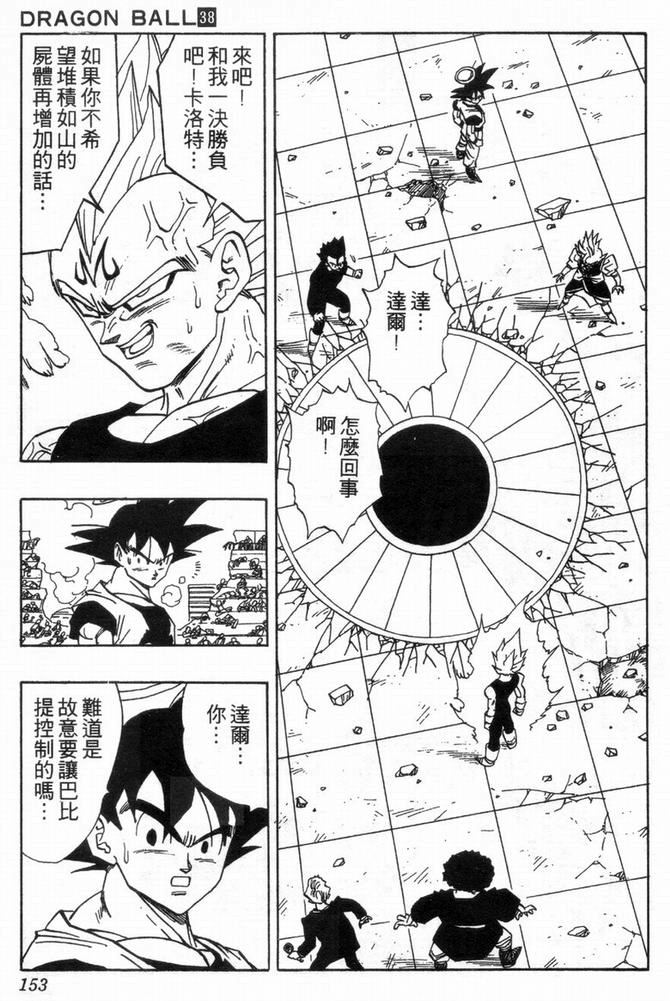 DRAGON BALL 38
達…
達爾！
怎麼回事
啊！
來吧！
和我一決勝負
吧！卡洛特…
如果你不希
望堆積如山的
屍體再增加的話…
達爾…
你…
難道是
故意要讓巴比
提控制的嗎…
153